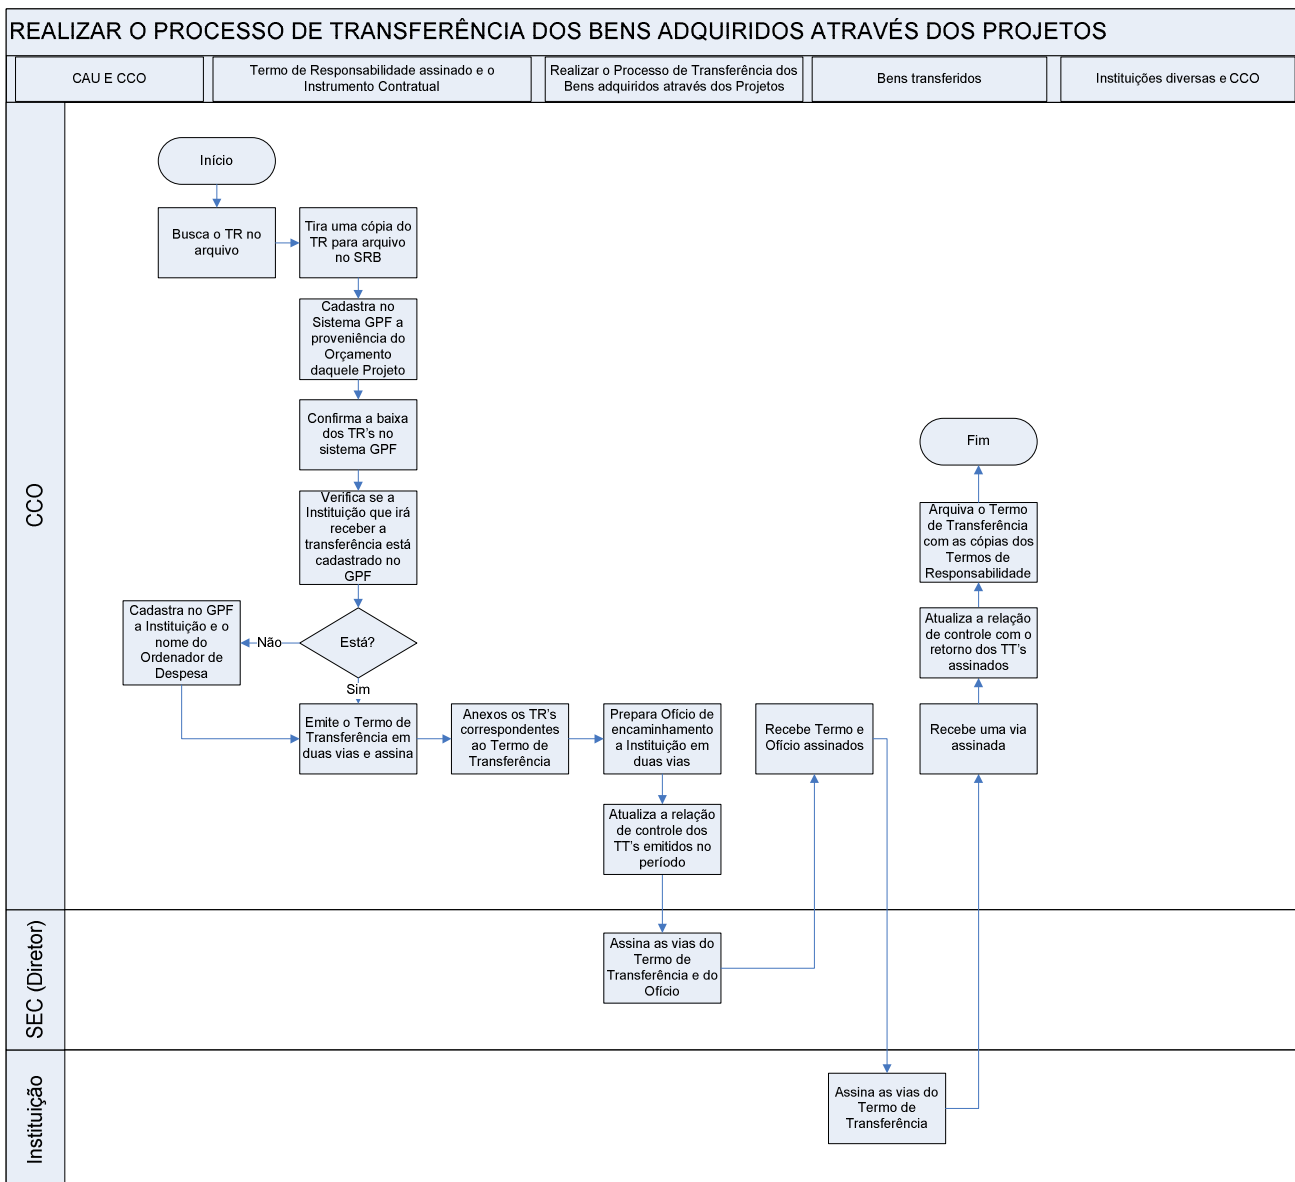 REALIZAR O PROCESSO DE TRANSFERÊNCIA DOS BENS ADQUIRIDOS ATRAVÉS DOS PROJETOS
CAU E CCO
Termo de Responsabilidade assinado e o
Instrumento Contratual
Realizar o Processo de Transferência dos
Bens adquiridos através dos Projetos
Bens transferidos
Instituições diversas e CCO
CCO
Início
Busca o TR no
arquivo
Tira uma cópia do
TR para arquivo
no SRB
Cadastra no
Sistema GPF a
proveniência do
Orçamento
daquele Projeto
Confirma a baixa
dos TR's no
sistema GPF
Verifica se a
Instituição que irá
receber a
transferência está
cadastrado no
GPF
Está?
Não
Sim
Cadastra no GPF
a Instituição e o
nome do
Ordenador de
Despesa
Emite o Termo de
Transferência em
duas vias e assina
Anexos os TR's
correspondentes
ao Termo de
Transferência
Prepara Ofício de
encaminhamento
a Instituição em
duas vias
Atualiza a relação
de controle dos
TT's emitidos no
período
Recebe Termo e
Ofício assinados
Fim
Arquiva o Termo
de Transferência
com as cópias dos
Termos de
Responsabilidade
Atualiza a relação
de controle com o
retorno dos TT's
assinados
Recebe uma via
assinada
SEC (Diretor)
Assina as vias do
Termo de
Transferência e do
Ofício
Instituição
Assina as vias do
Termo de
Transferência